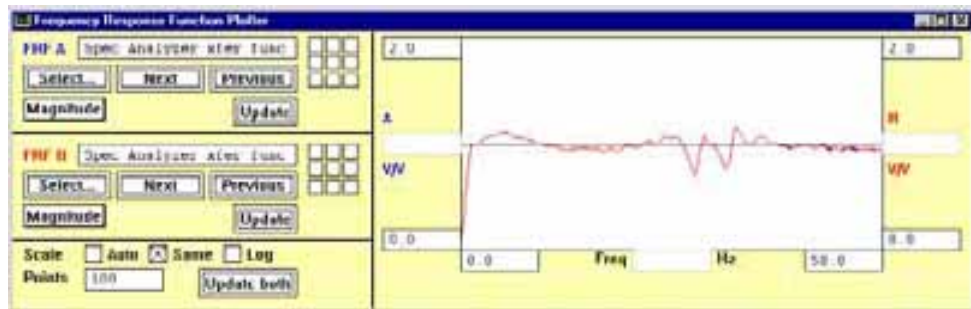 Frequency Response Function Plotter
FRF A Spec Analyzer xfer func
Select... Next Previous
Magnitude Update
FRF B Spec Analyzer xfer func
Select... Next Previous
Magnitude Update
Scale Auto Same Log
Points 100 Update both
2.0 2.0
A
V/V V/V
0.0 0.0
0.0 Freq Hz 50.0